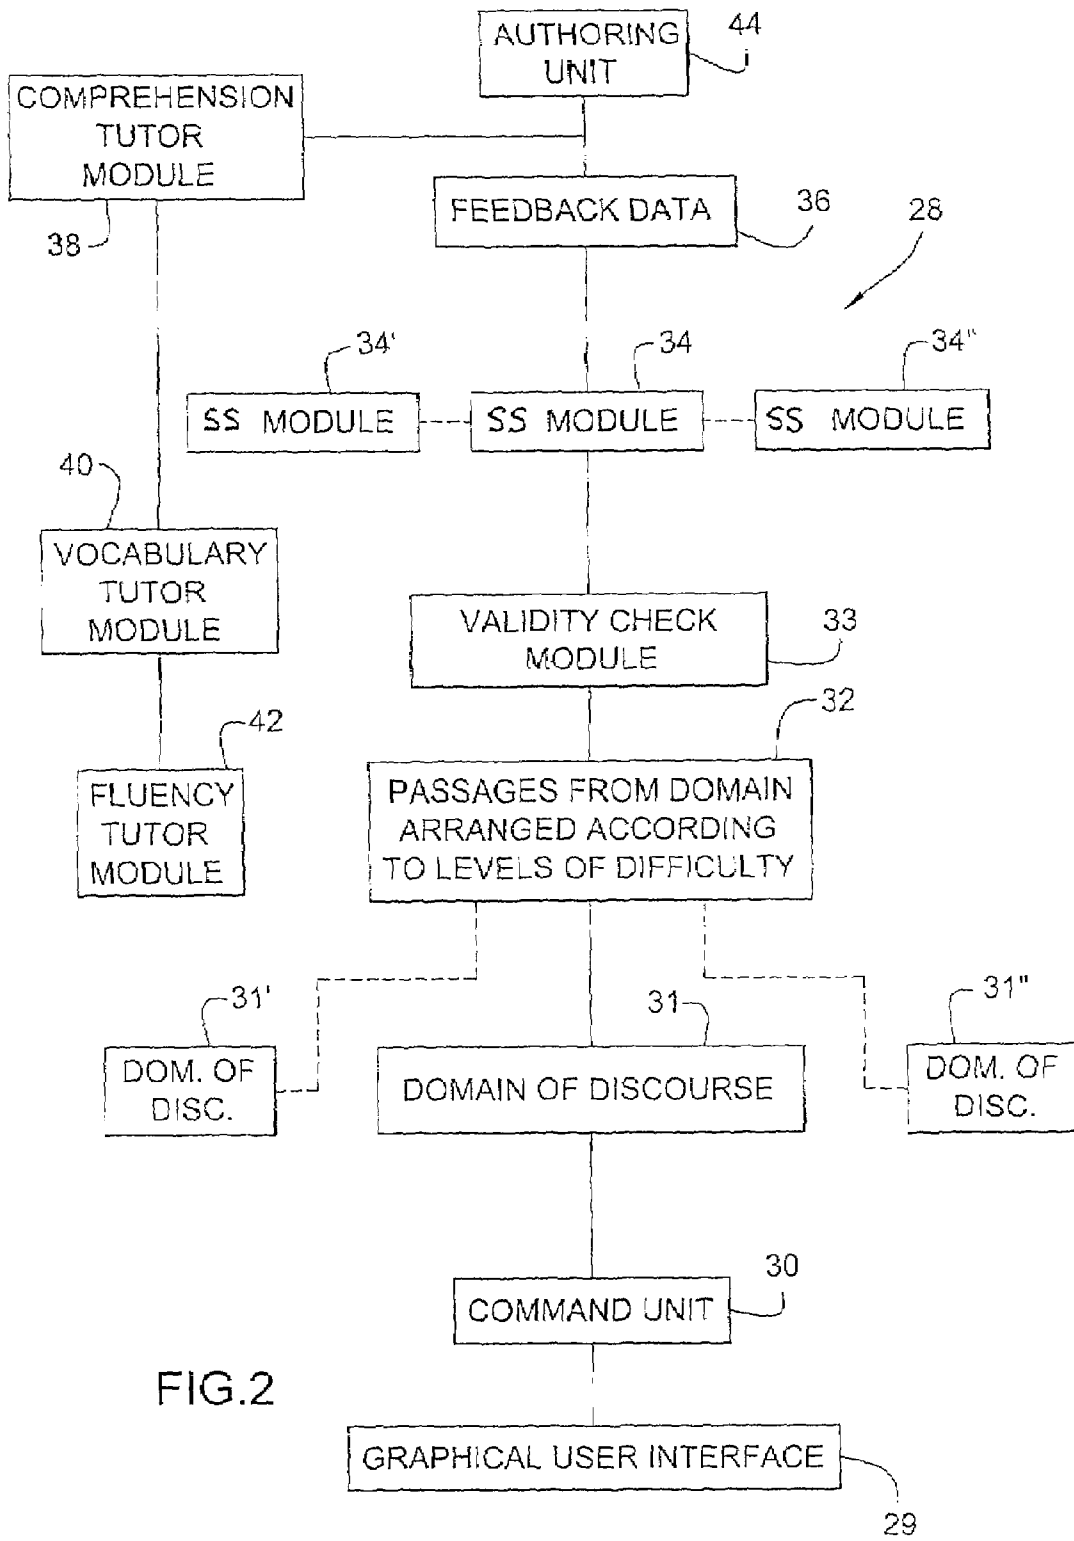 AUTHORING
UNIT
44
COMPREHENSION
TUTOR
MODULE
38
FEEDBACK DATA
36
28
34'
34
34"
SS MODULE
SS MODULE
SS MODULE
40
VOCABULARY
TUTOR
MODULE
VALIDITY CHECK
MODULE
33
42
FLUENCY
TUTOR
MODULE
32
PASSAGES FROM DOMAIN
ARRANGED ACCORDING
TO LEVELS OF DIFFICULTY
31'
31
31"
DOM. OF
DISC.
DOMAIN OF DISCOURSE
DOM. OF
DISC.
30
COMMAND UNIT
FIG.2
GRAPHICAL USER INTERFACE
29